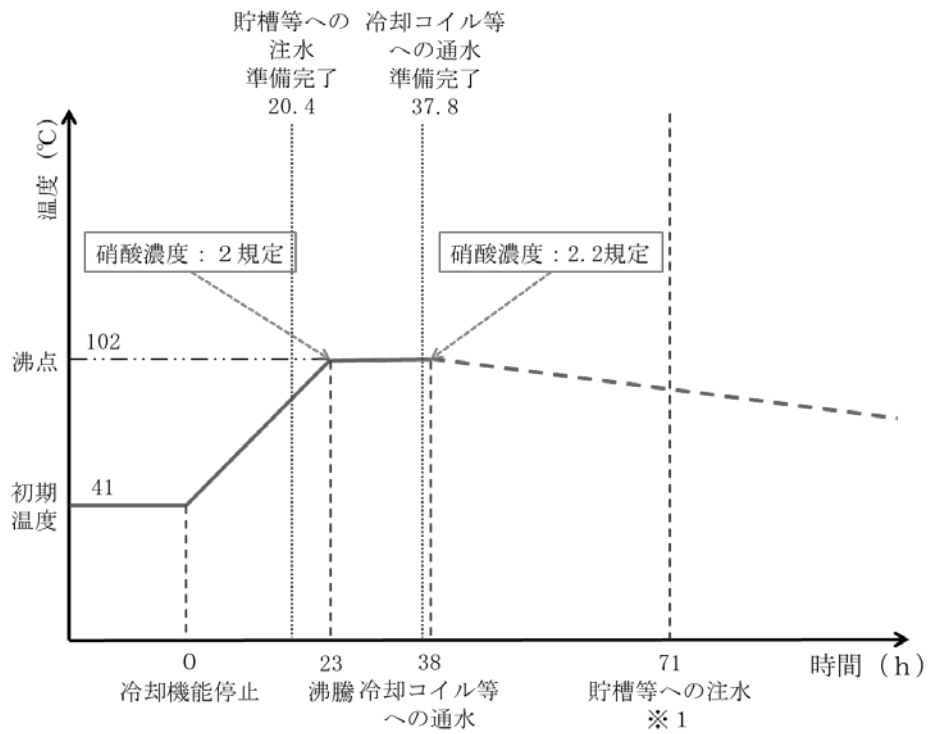 貯槽等への
注水
準備完了
20.4
冷却コイル等
への通水
準備完了
37.8
温度(℃)
硝酸濃度：２規定
硝酸濃度：2.2規定
102
沸点
41
初期
温度
0
冷却機能停止
23
沸騰
38
冷却コイル等
への通水
71
貯槽等への注水
※１
時間（ｈ）